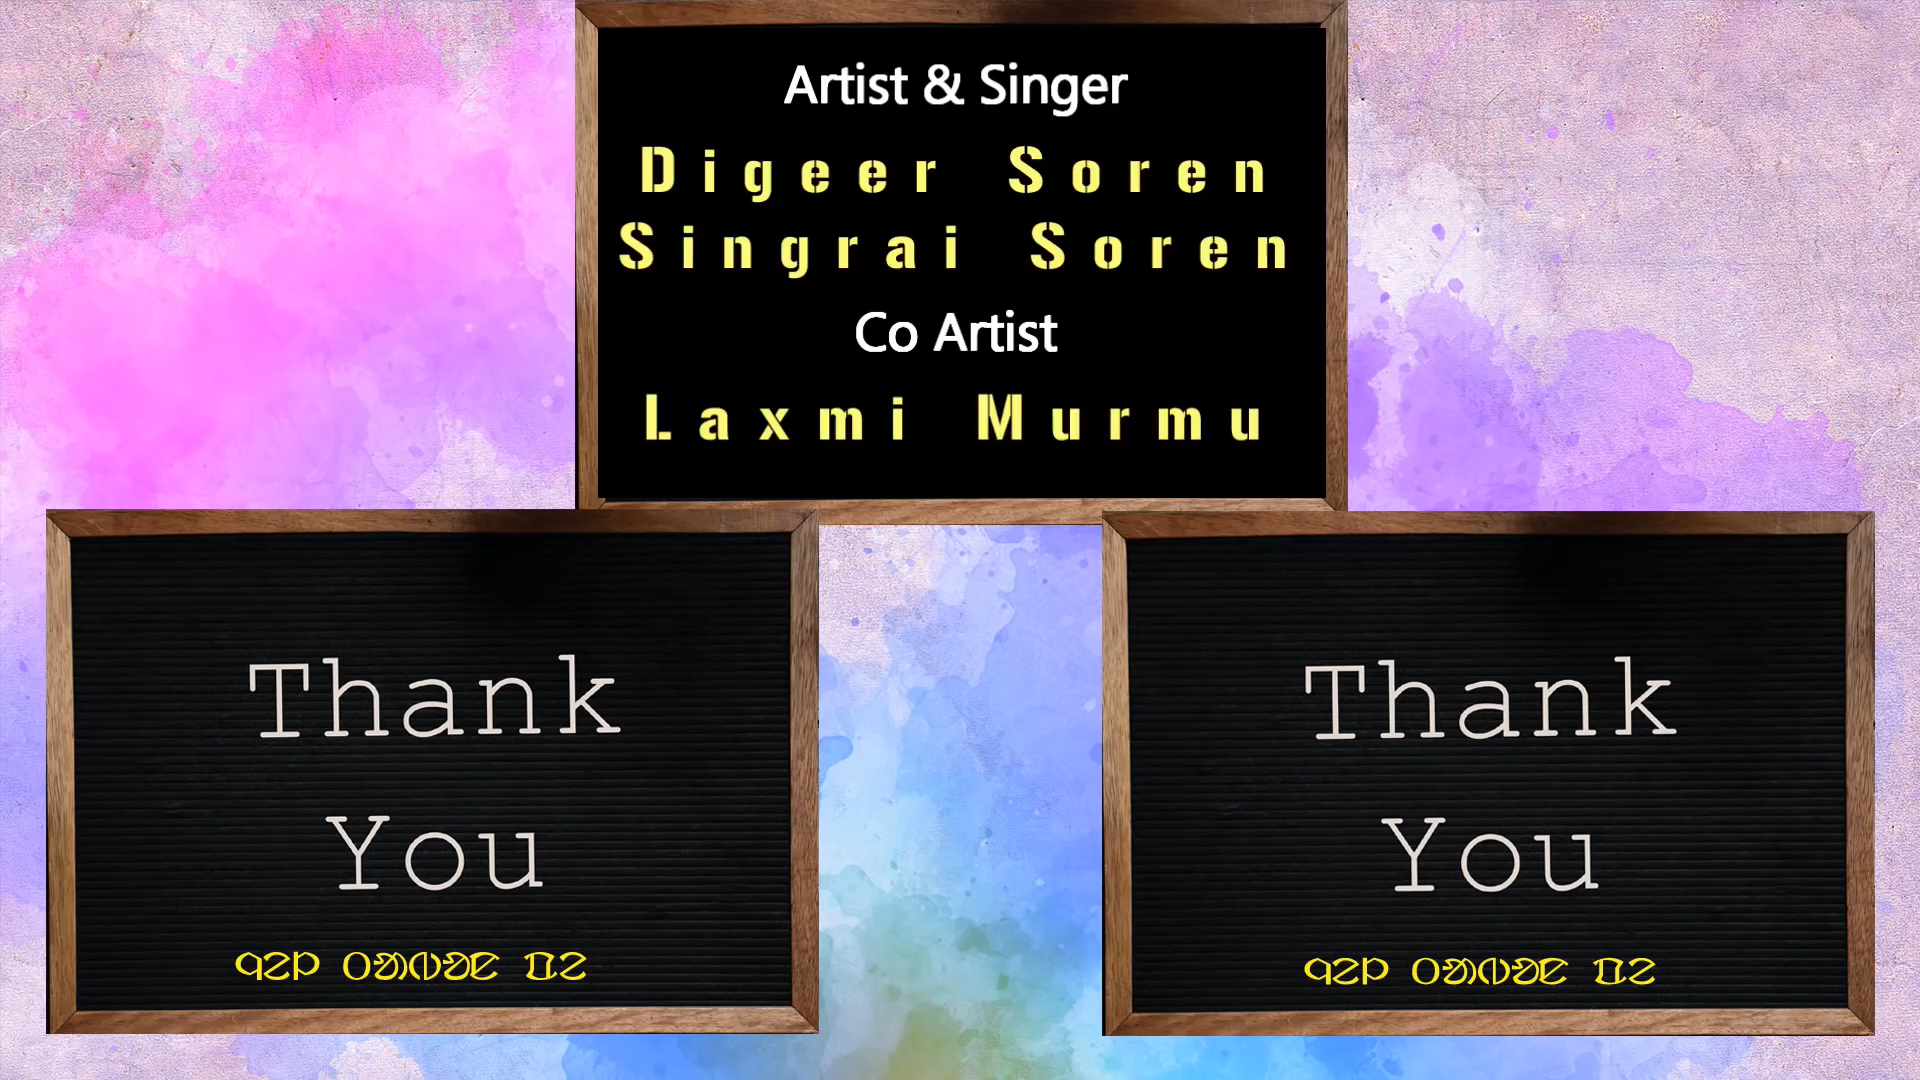 Artist & Singer
Digeer Soren
Singrai Soren
Co Artist
Laxmi Murmu
Thank
You
Thank
You